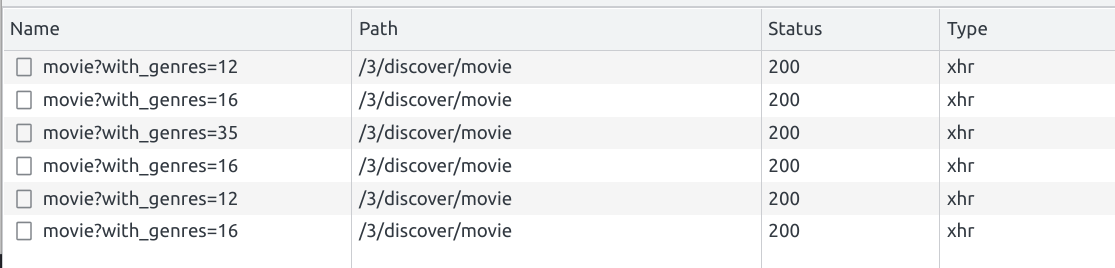 Name Path Status Type
movie?with_genres=12 /3/discover/movie 200 xhr
movie?with_genres=16 /3/discover/movie 200 xhr
movie?with_genres=35 /3/discover/movie 200 xhr
movie?with_genres=16 /3/discover/movie 200 xhr
movie?with_genres=12 /3/discover/movie 200 xhr
movie?with_genres=16 /3/discover/movie 200 xhr